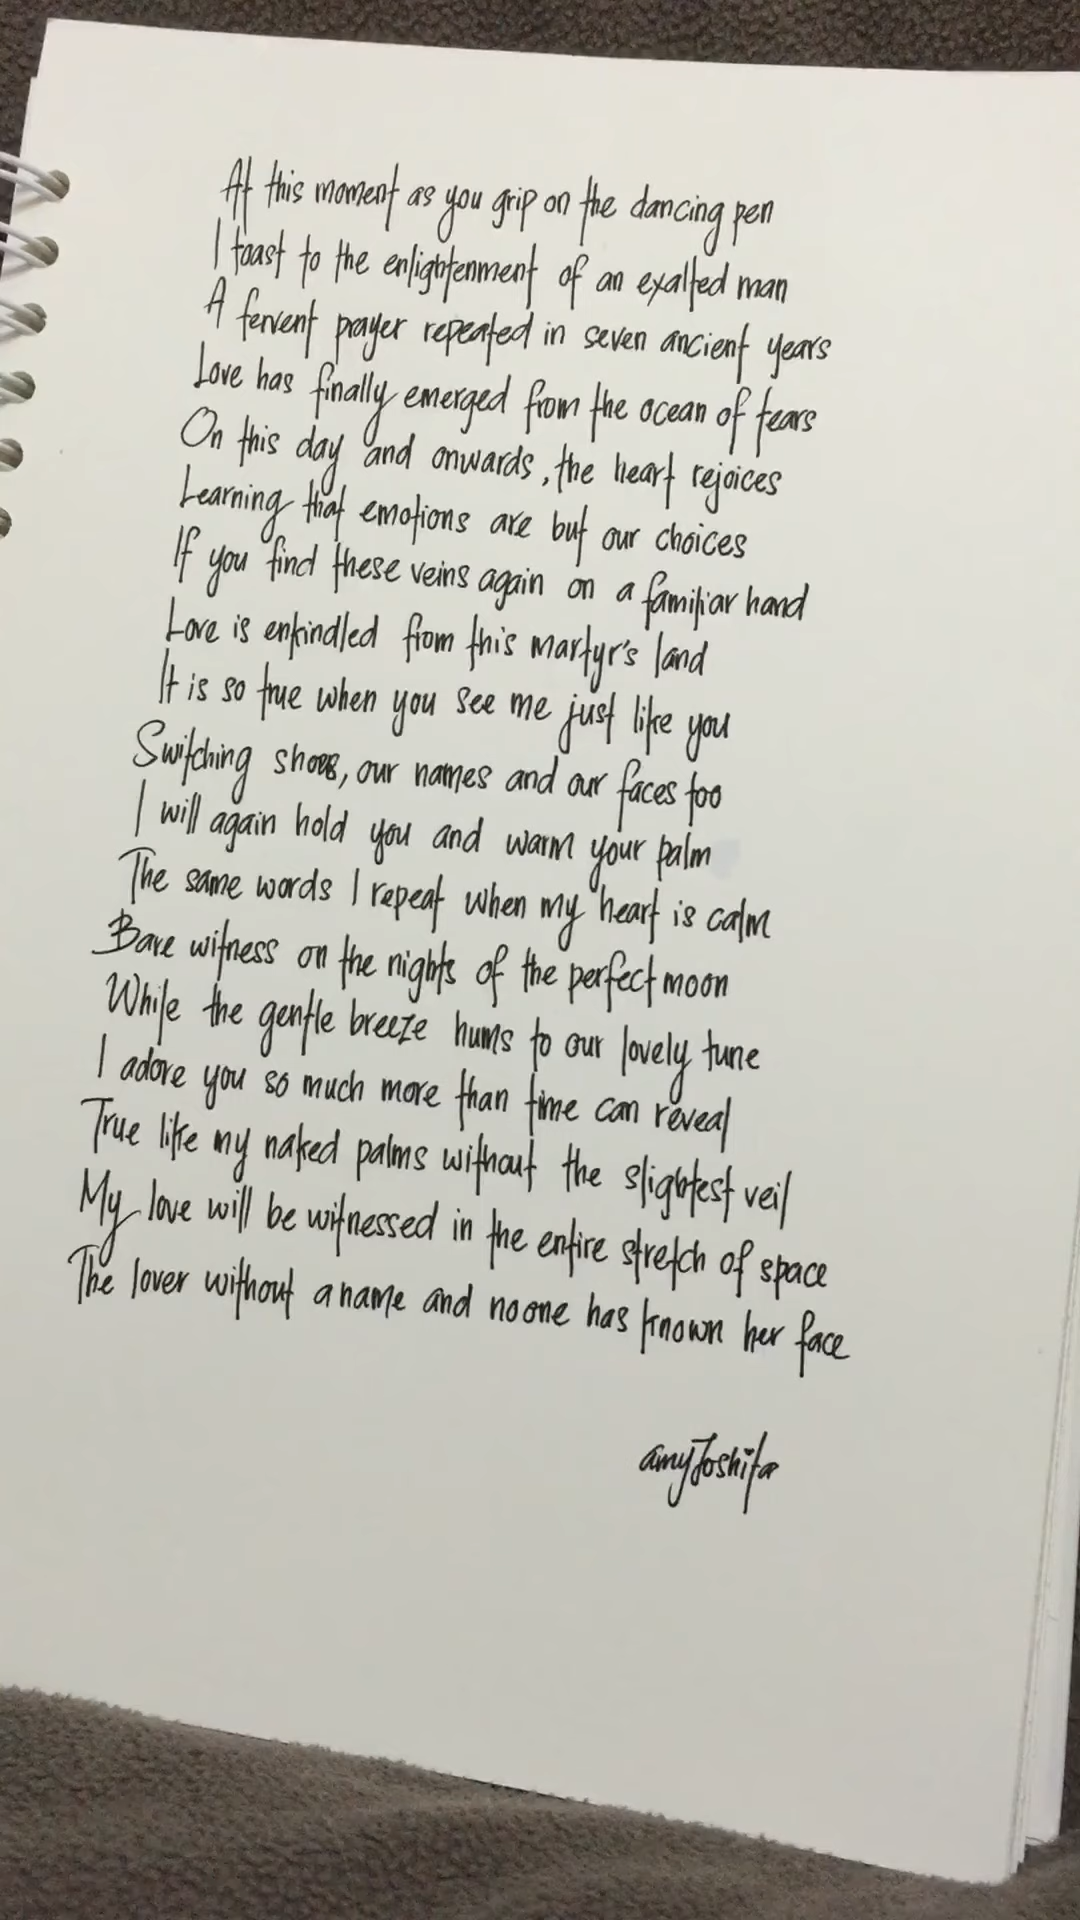 At this moment as you grip on the dancing pen
I toast to the enlightenment of an exalted man
A fervent prayer repeated in seven ancient years
Love has finally emerged from the ocean of tears
On this day and onwards, the heart rejoices
Learning that emotions are but our choices
If you find these veins again on a familiar hand
Love is enkindled from this martyr's land
It is so true when you see me just like you
Switching shoes, our names and our faces too
I will again hold you and warm your palm
The same words I repeat when my heart is calm
Bare witness on the nights of the perfect moon
While the gentle breeze hums to our lovely tune
I adore you so much more than time can reveal
True like my naked palms without the slightest veil
My love will be witnessed in the entire stretch of space
The lover without a name and no one has known her face
amyJoshita